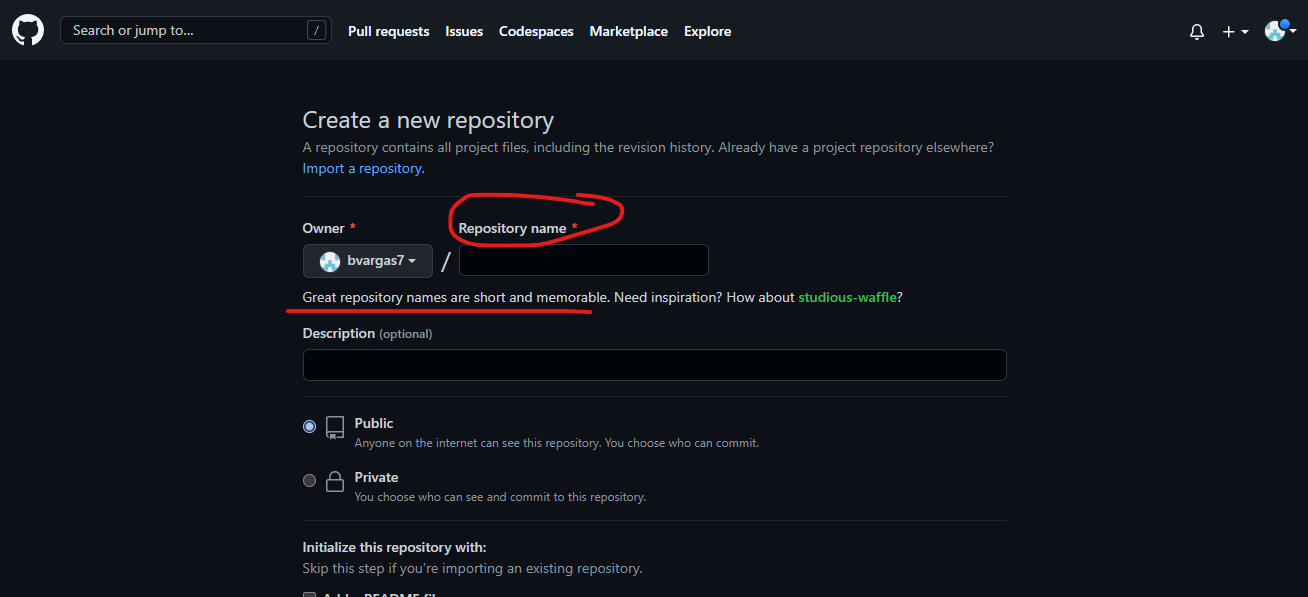 Search or jump to... /
Pull requests Issues Codespaces Marketplace Explore
Create a new repository
A repository contains all project files, including the revision history. Already have a project repository elsewhere?
Import a repository.
Owner * Repository name *
bvargas7 /
Great repository names are short and memorable. Need inspiration? How about studious-waffle?
Description (optional)
Public
Anyone on the internet can see this repository. You choose who can commit.
Private
You choose who can see and commit to this repository.
Initialize this repository with:
Skip this step if you're importing an existing repository.